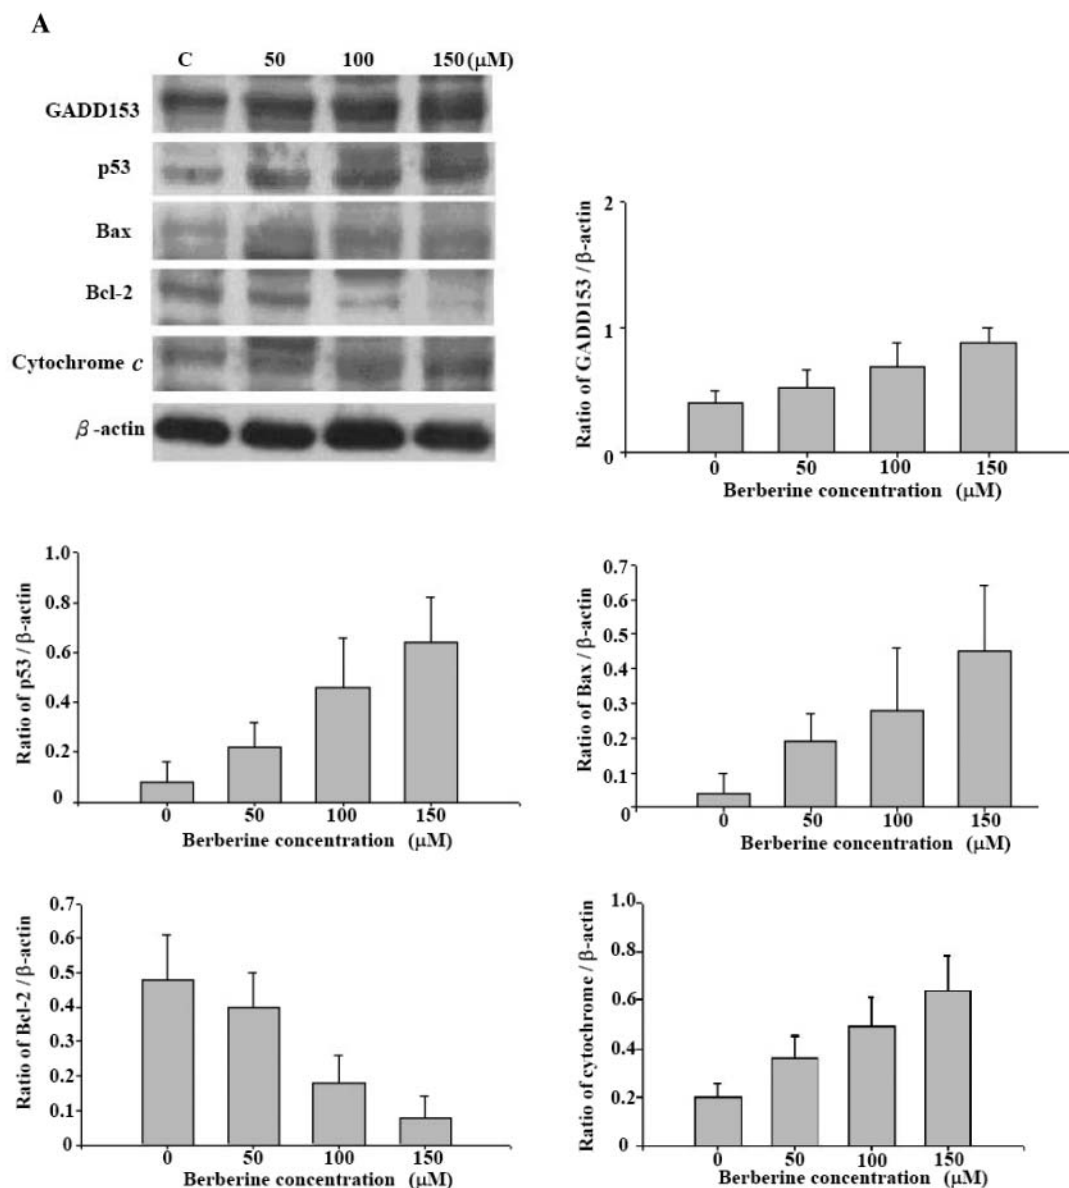 A
C 50 100 150 (μM)
GADD153
p53
Bax
Bcl-2
Cytochrome c
β-actin
Ratio of GADD153 / β-actin
2
1
0
0 50 100 150
Berberine concentration (μM)
Ratio of p53 / β-actin
1.0
0.8
0.6
0.4
0.2
0
0 50 100 150
Berberine concentration (μM)
Ratio of Bax / β-actin
0.7
0.6
0.5
0.4
0.3
0.2
0.1
0
0 50 100 150
Berberine concentration (μM)
Ratio of Bcl-2 / β-actin
0.7
0.6
0.5
0.4
0.3
0.2
0.1
0
0 50 100 150
Berberine concentration (μM)
Ratio of cytochrome / β-actin
1.0
0.8
0.6
0.4
0.2
0
0 50 100 150
Berberine concentration (μM)